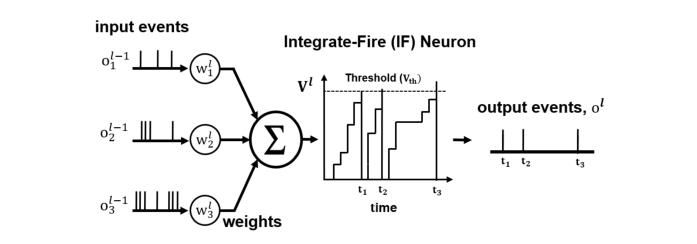 input events
Integrate-Fire (IF) Neuron
o₁ˡ⁻¹
w₁ˡ
Vˡ
Threshold (Vₜₕ)
output events, oˡ
o₂ˡ⁻¹
w₂ˡ
Σ
t₁ t₂ t₃
t₁ t₂ t₃
time
o₃ˡ⁻¹
w₃ˡ
weights